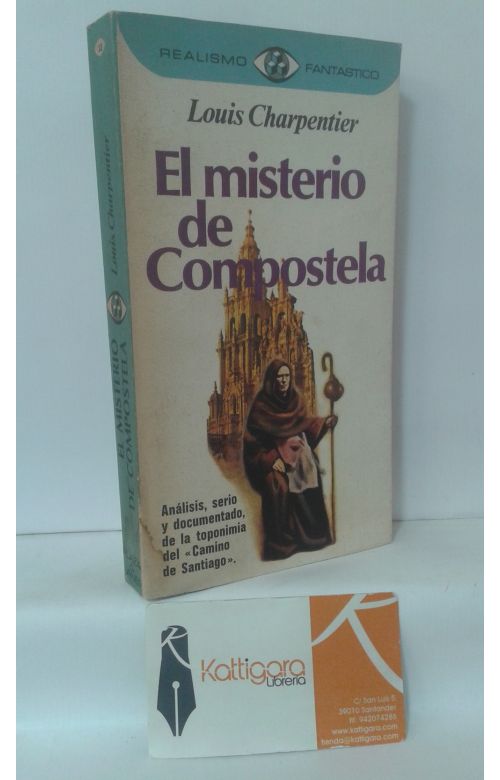 REALISMO FANTASTICO
Louis Charpentier
El misterio
de
Compostela
Análisis, serio
y documentado,
de la toponimia
del «Camino
de Santiago».
Louis Charpentier
EL MISTERIO
DE COMPOSTELA
Kattigara
Librería
C/ San Luis 5.
39010 Santander
tlf. 942074265
www.kattigara.com
tienda@kattigara.com